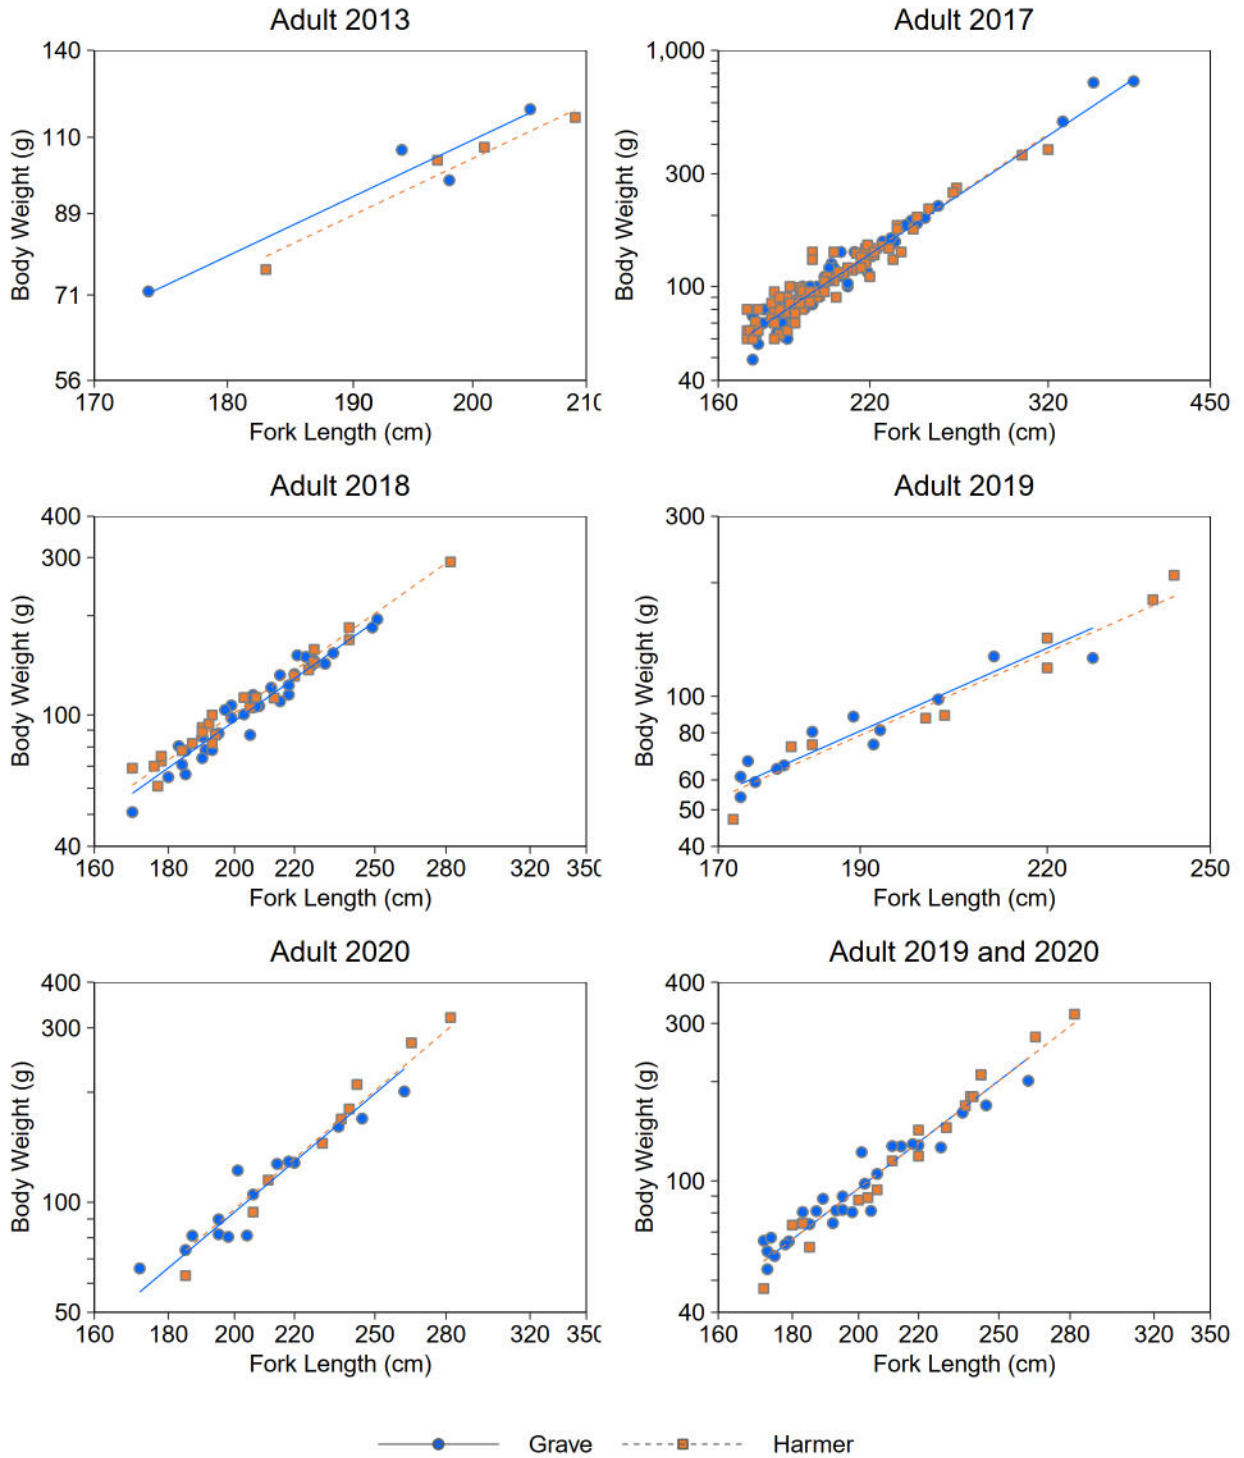 Adult 2013
Body Weight (g)
140
110
89
71
56
170 180 190 200 210
Fork Length (cm)
Adult 2017
Body Weight (g)
1,000
300
100
40
160 220 320 450
Fork Length (cm)
Adult 2018
Body Weight (g)
400
300
100
40
160 180 200 220 250 280 320 350
Fork Length (cm)
Adult 2019
Body Weight (g)
300
100
80
60
50
40
170 190 220 250
Fork Length (cm)
Adult 2020
Body Weight (g)
400
300
100
50
160 180 200 220 250 280 320 350
Fork Length (cm)
Adult 2019 and 2020
Body Weight (g)
400
300
100
40
160 180 200 220 250 280 320 350
Fork Length (cm)
Grave Harmer